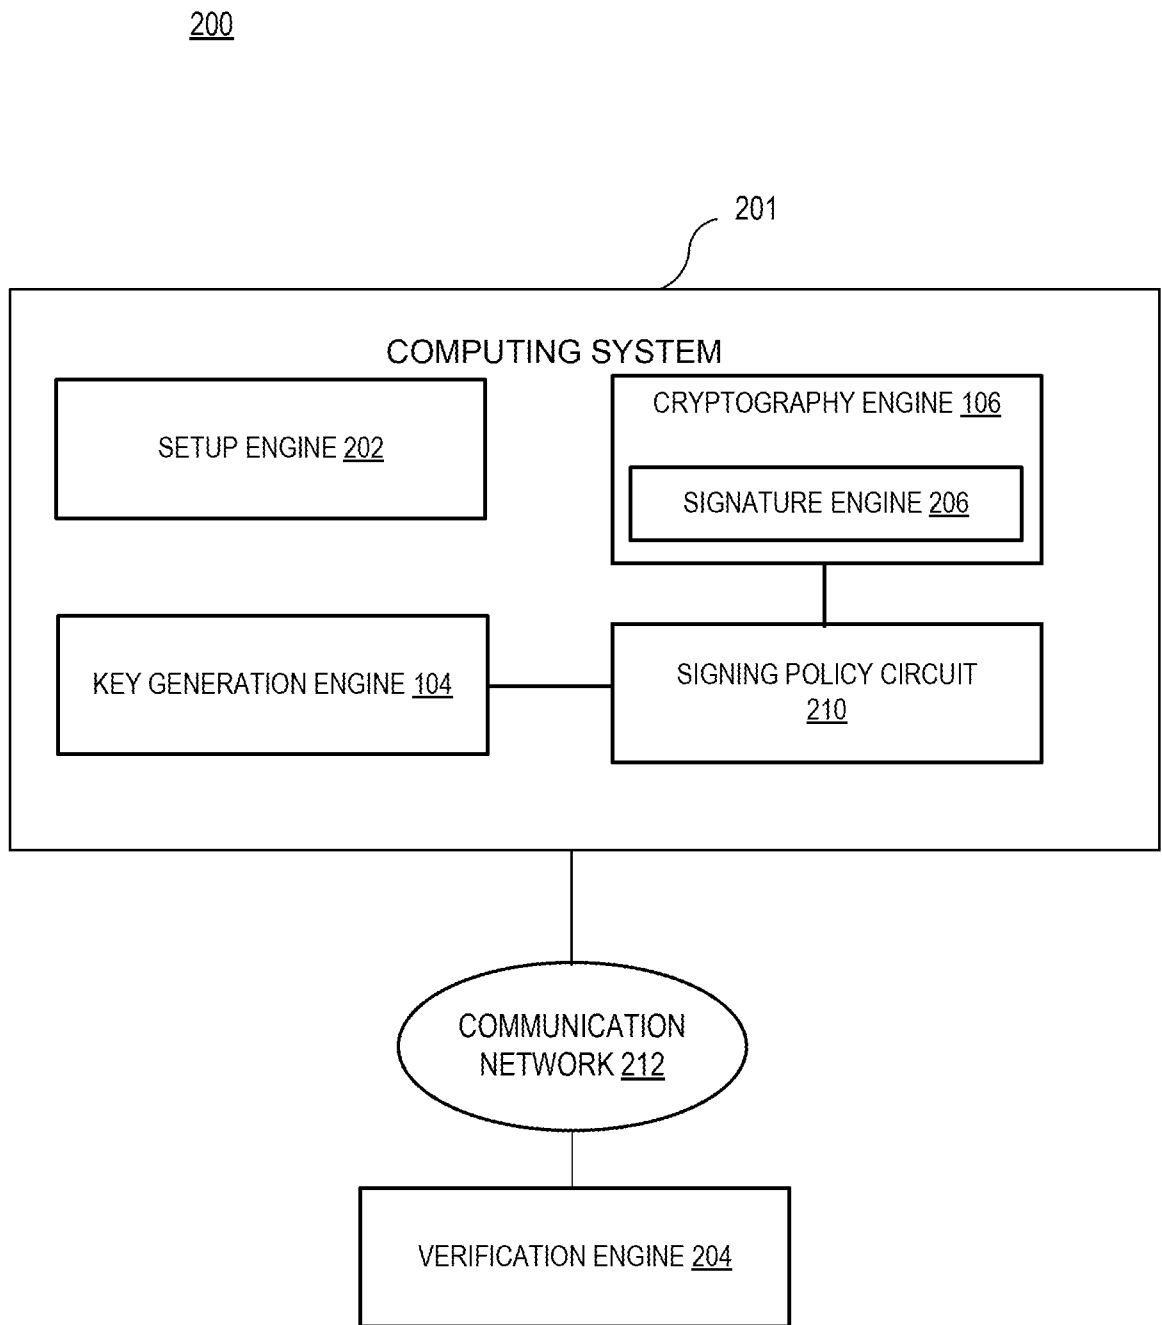 200
201
COMPUTING SYSTEM
SETUP ENGINE 202
CRYPTOGRAPHY ENGINE 106
SIGNATURE ENGINE 206
KEY GENERATION ENGINE 104
SIGNING POLICY CIRCUIT
210
COMMUNICATION
NETWORK 212
VERIFICATION ENGINE 204